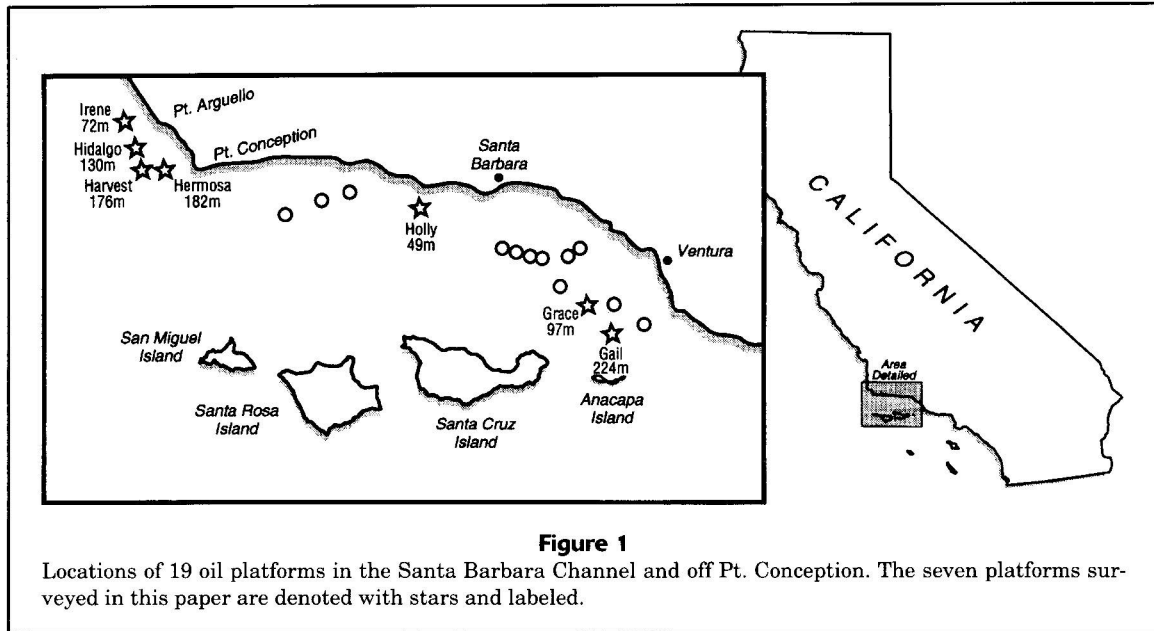 Irene
72m
Hidalgo
130m
Harvest
176m
Hermosa
182m
Pt. Arguello
Pt. Conception
Santa
Barbara
Holly
49m
Ventura
Grace
97m
Gail
224m
San Miguel
Island
Santa Rosa
Island
Santa Cruz
Island
Anacapa
Island
CALIFORNIA
Area
Detailed
Figure 1
Locations of 19 oil platforms in the Santa Barbara Channel and off Pt. Conception. The seven platforms sur-
veyed in this paper are denoted with stars and labeled.